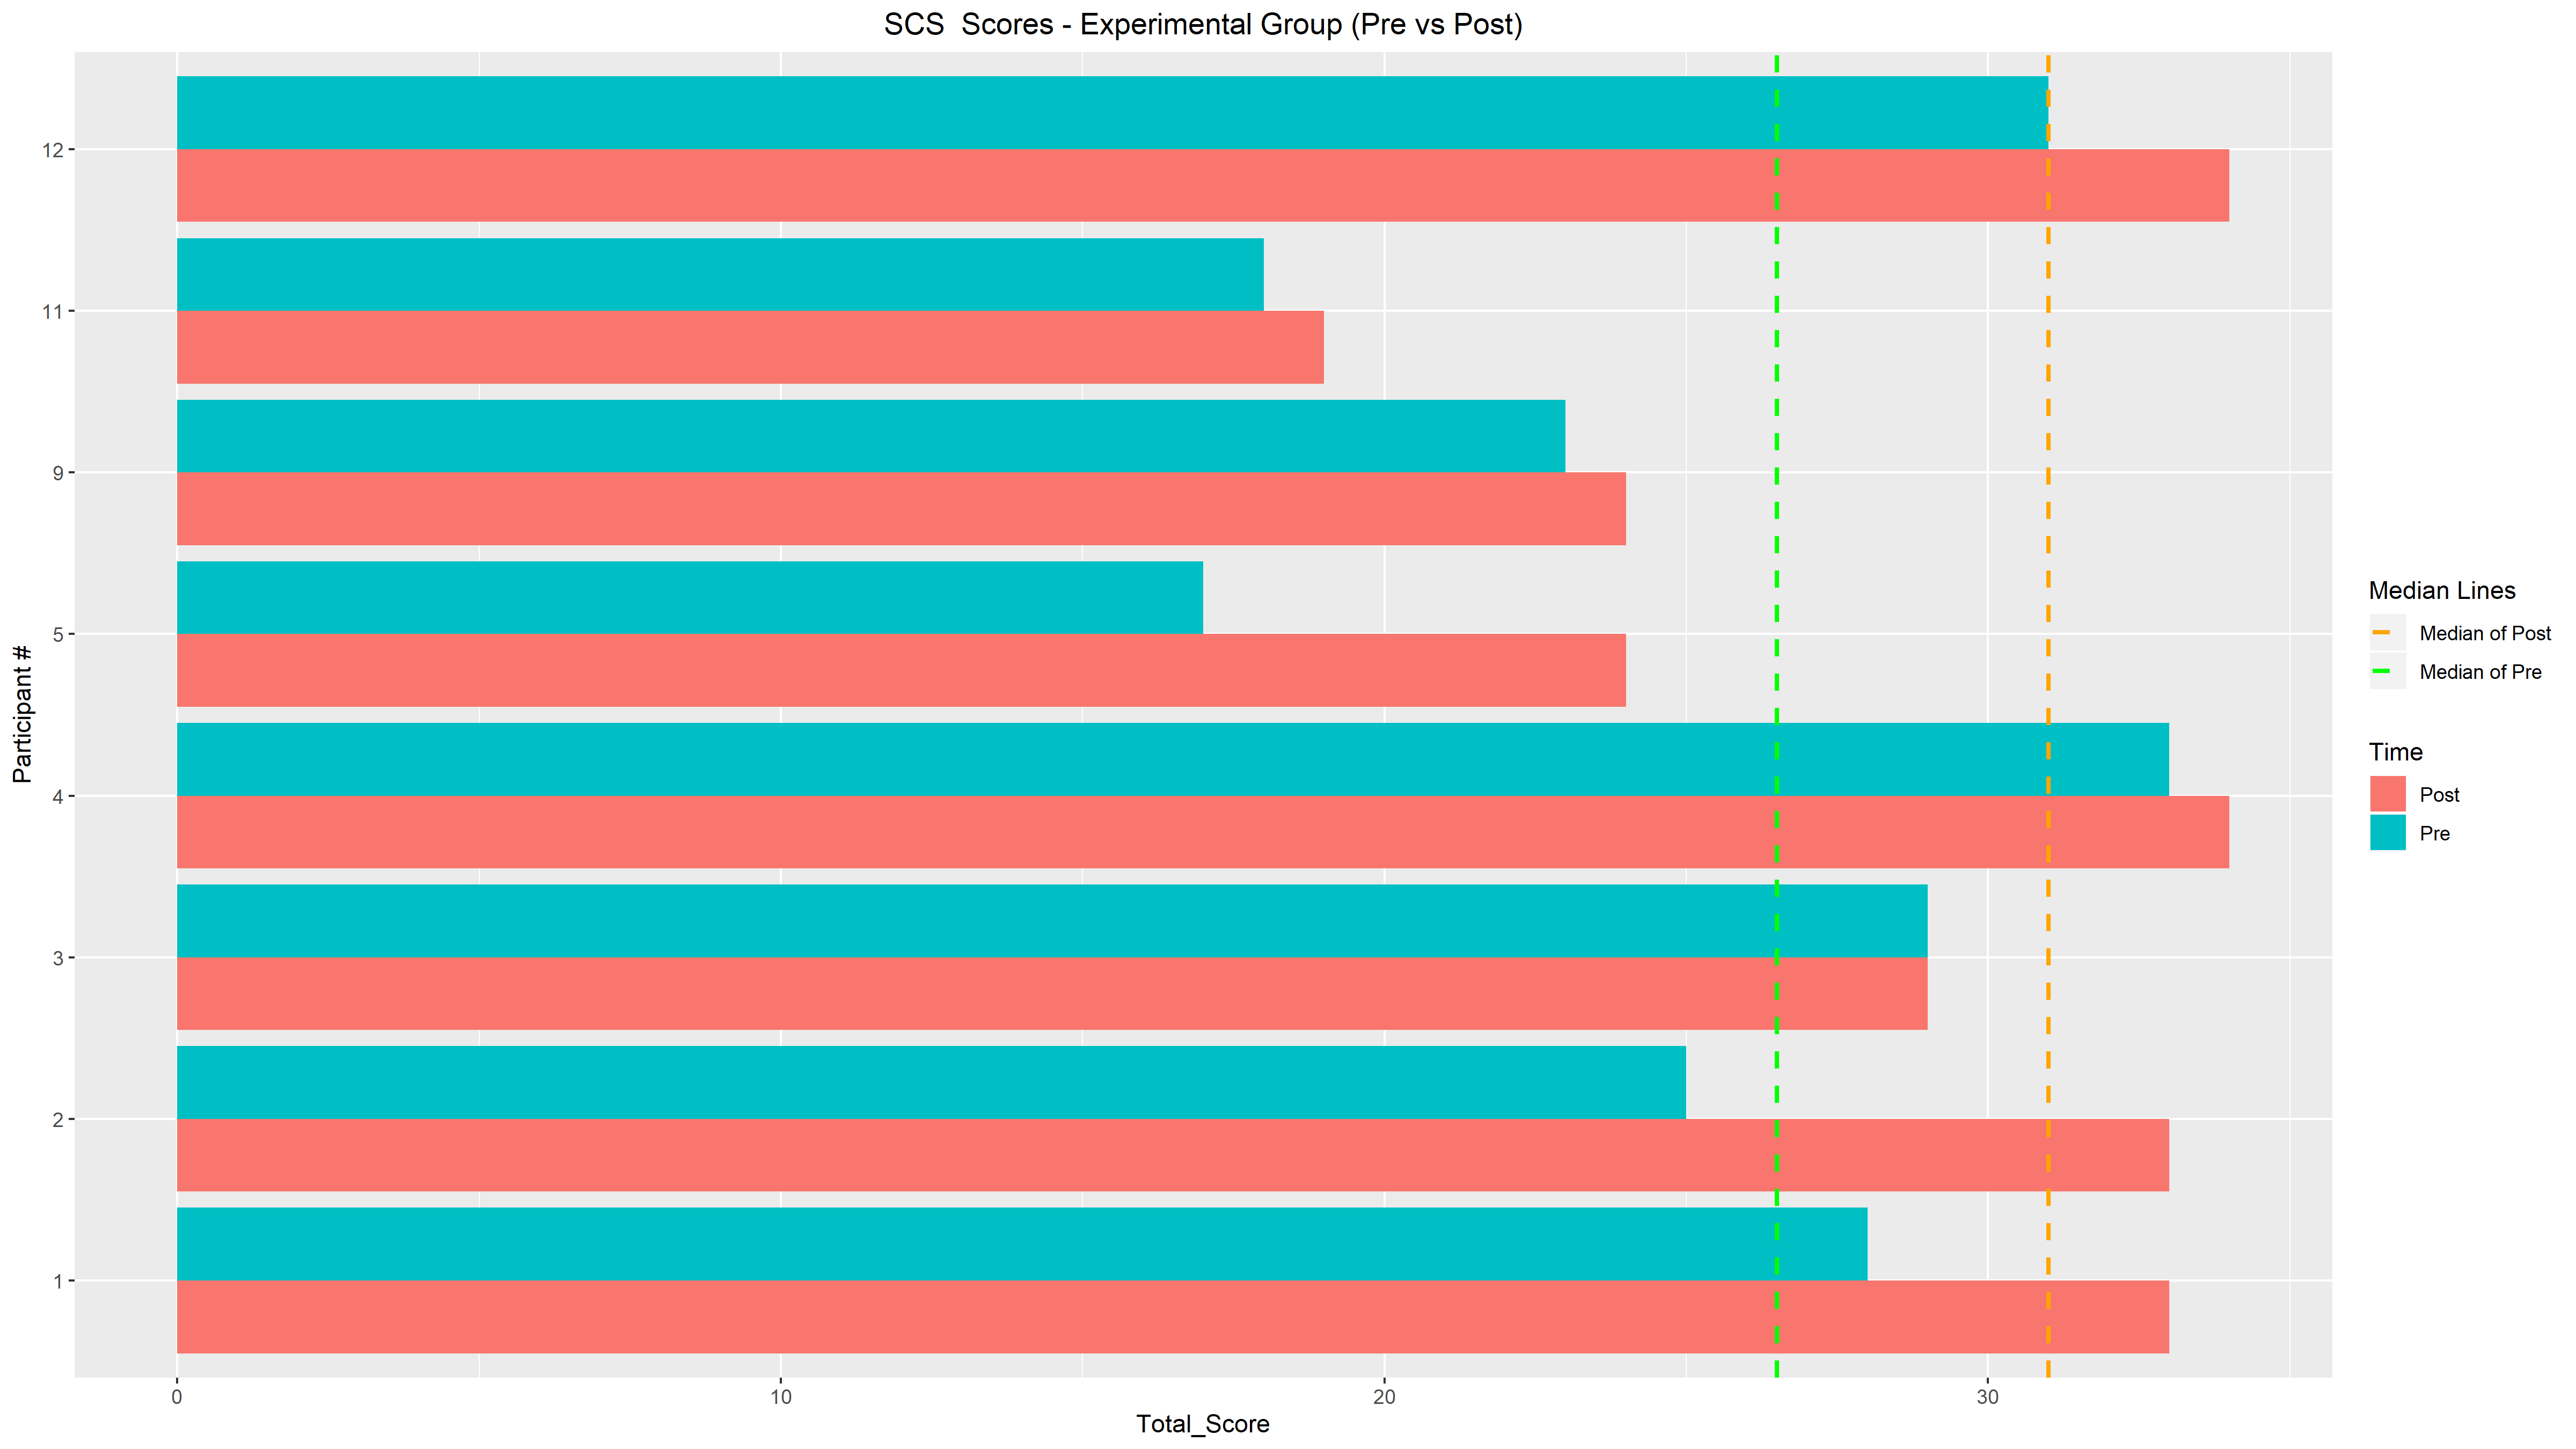 SCS  Scores - Experimental Group (Pre vs Post)
Participant #
12
11
9
5
4
3
2
1
0 10 20 30
Total_Score
Median Lines
Median of Post
Median of Pre
Time
Post
Pre